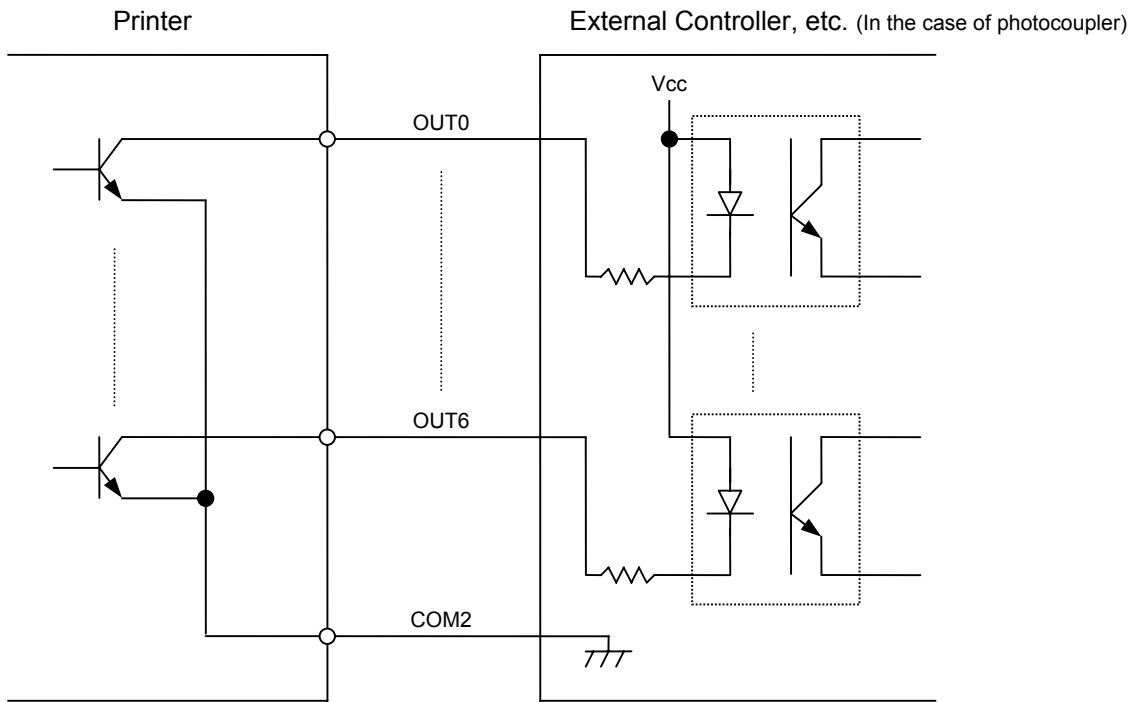 Printer
External Controller, etc. (In the case of photocoupler)
Vcc
OUT0
OUT6
COM2